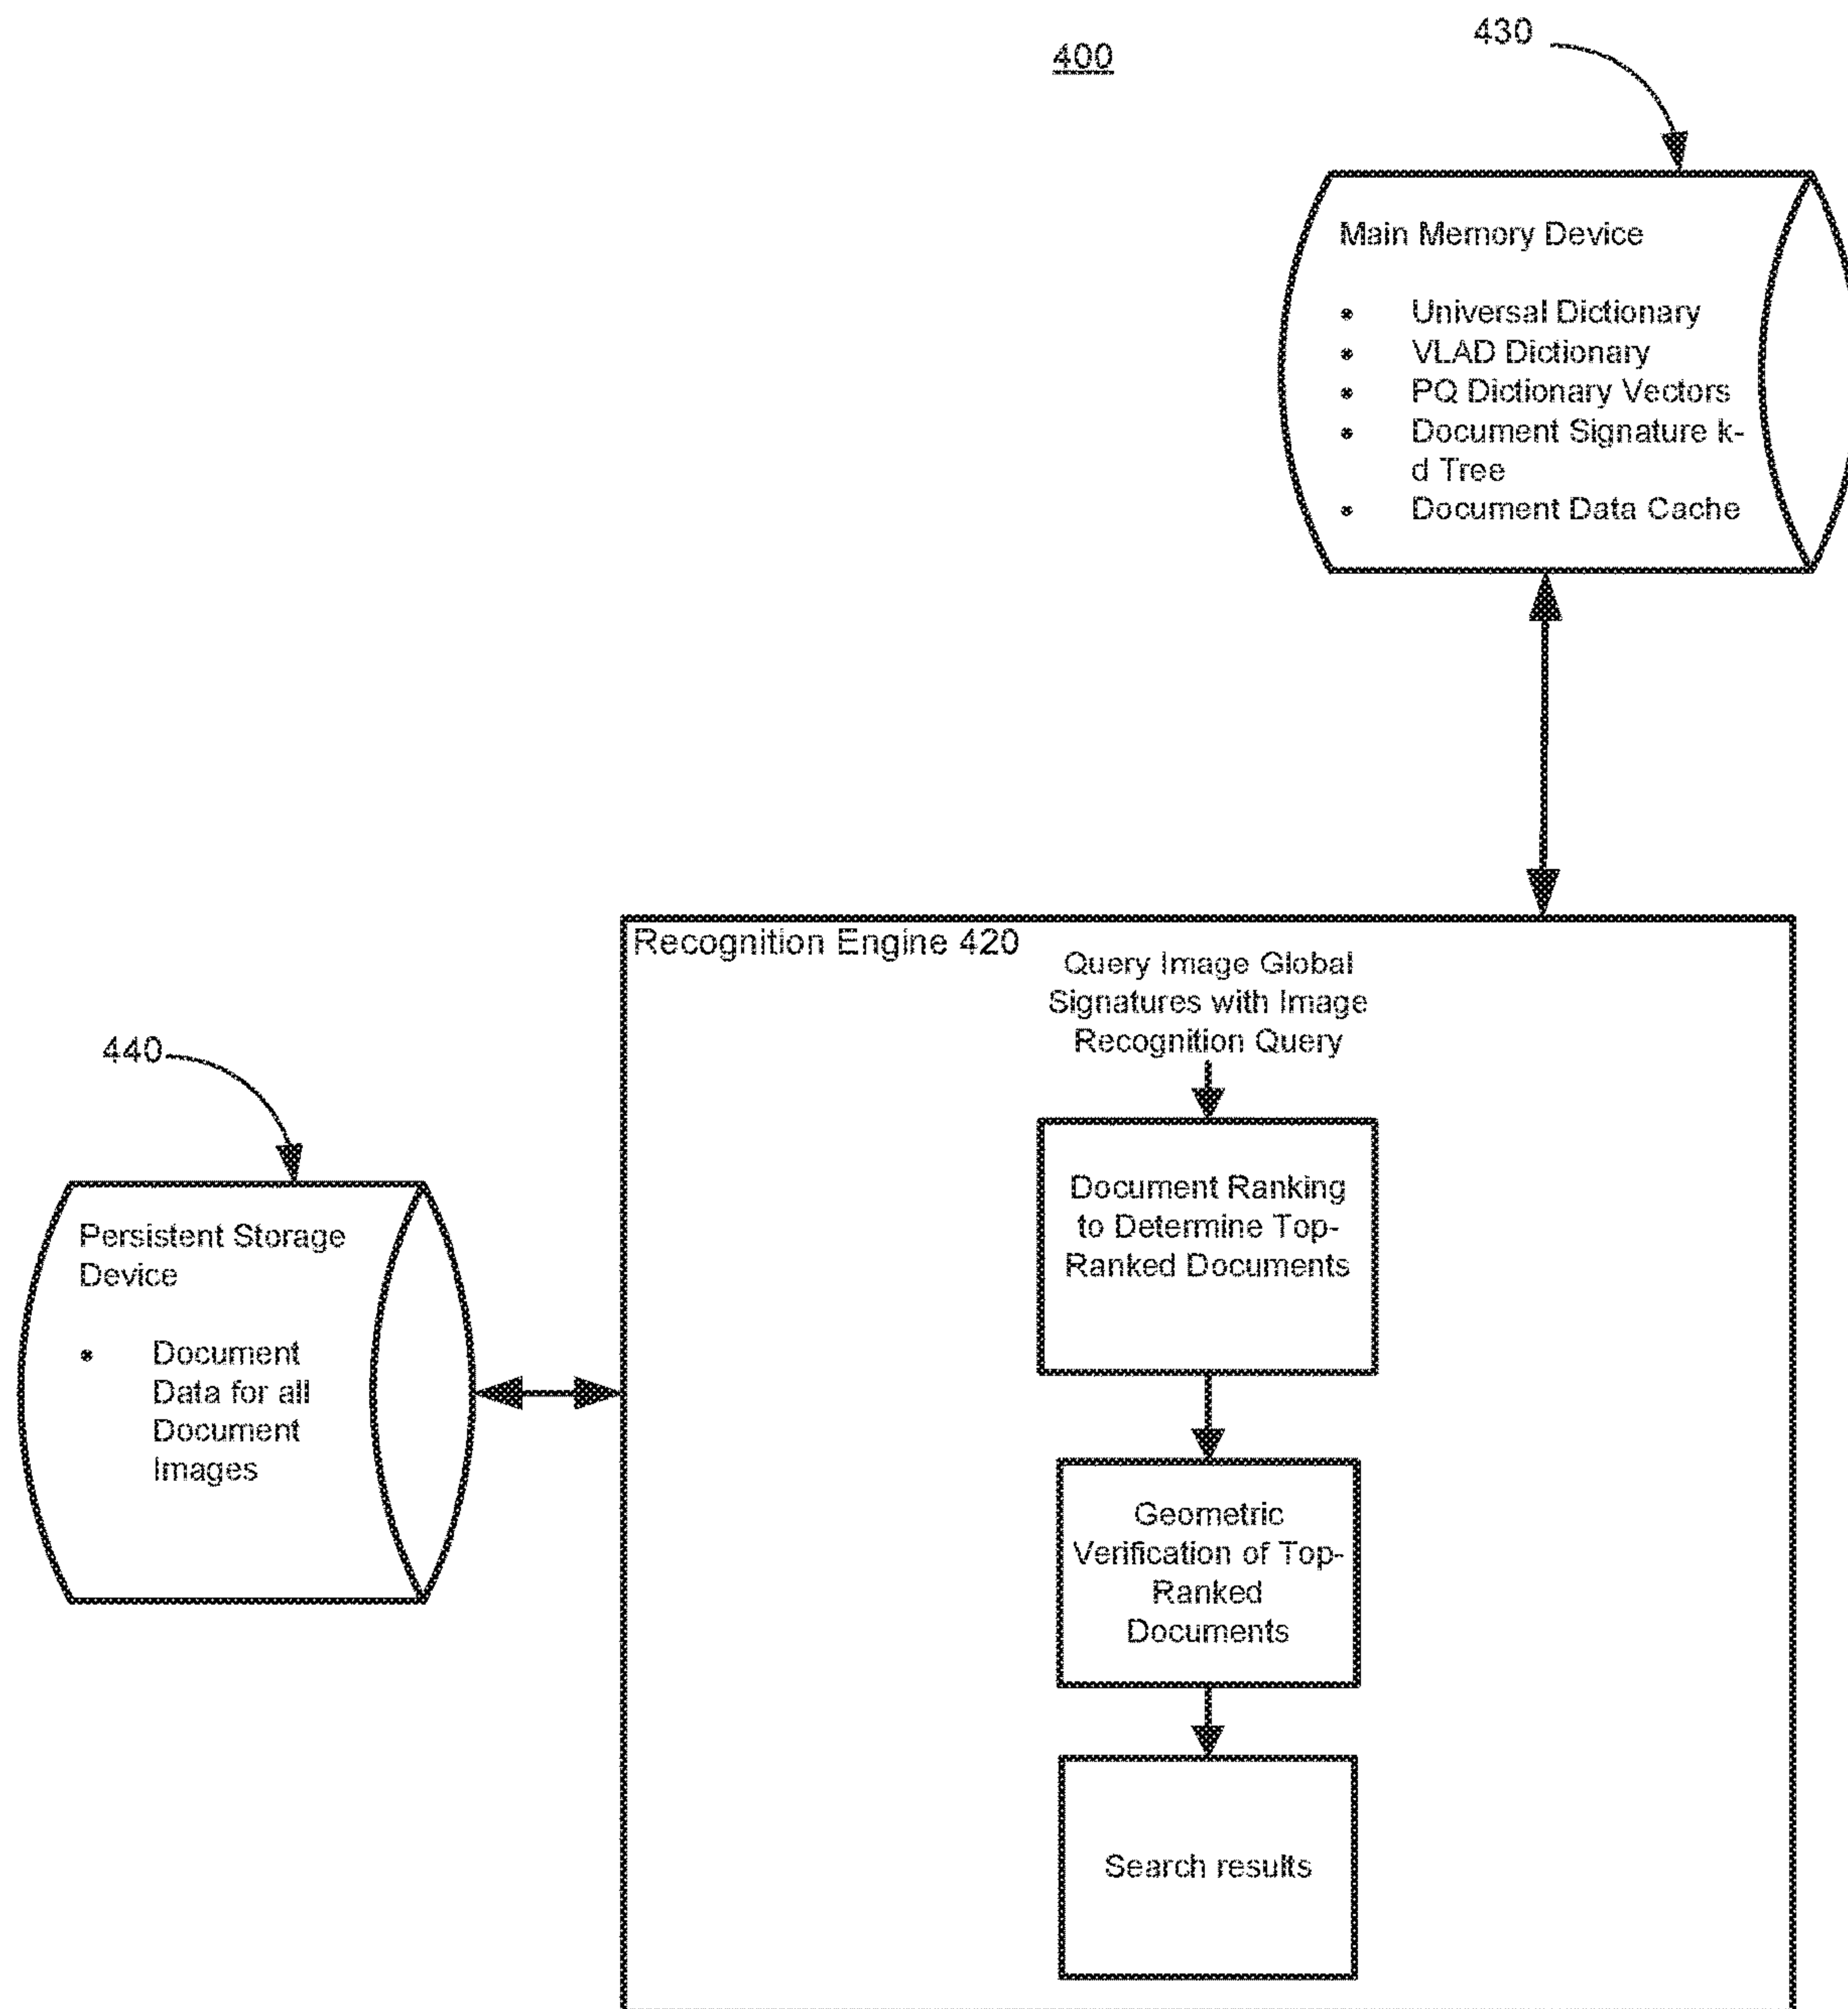 400
430
Main Memory Device
• Universal Dictionary
• VLAD Dictionary
• PQ Dictionary Vectors
• Document Signature k-
d Tree
• Document Data Cache
Recognition Engine 420
Query Image Global
Signatures with Image
Recognition Query
440
Persistent Storage
Device
• Document
Data for all
Document
Images
Document Ranking
to Determine Top-
Ranked Documents
Geometric
Verification of Top-
Ranked
Documents
Search results